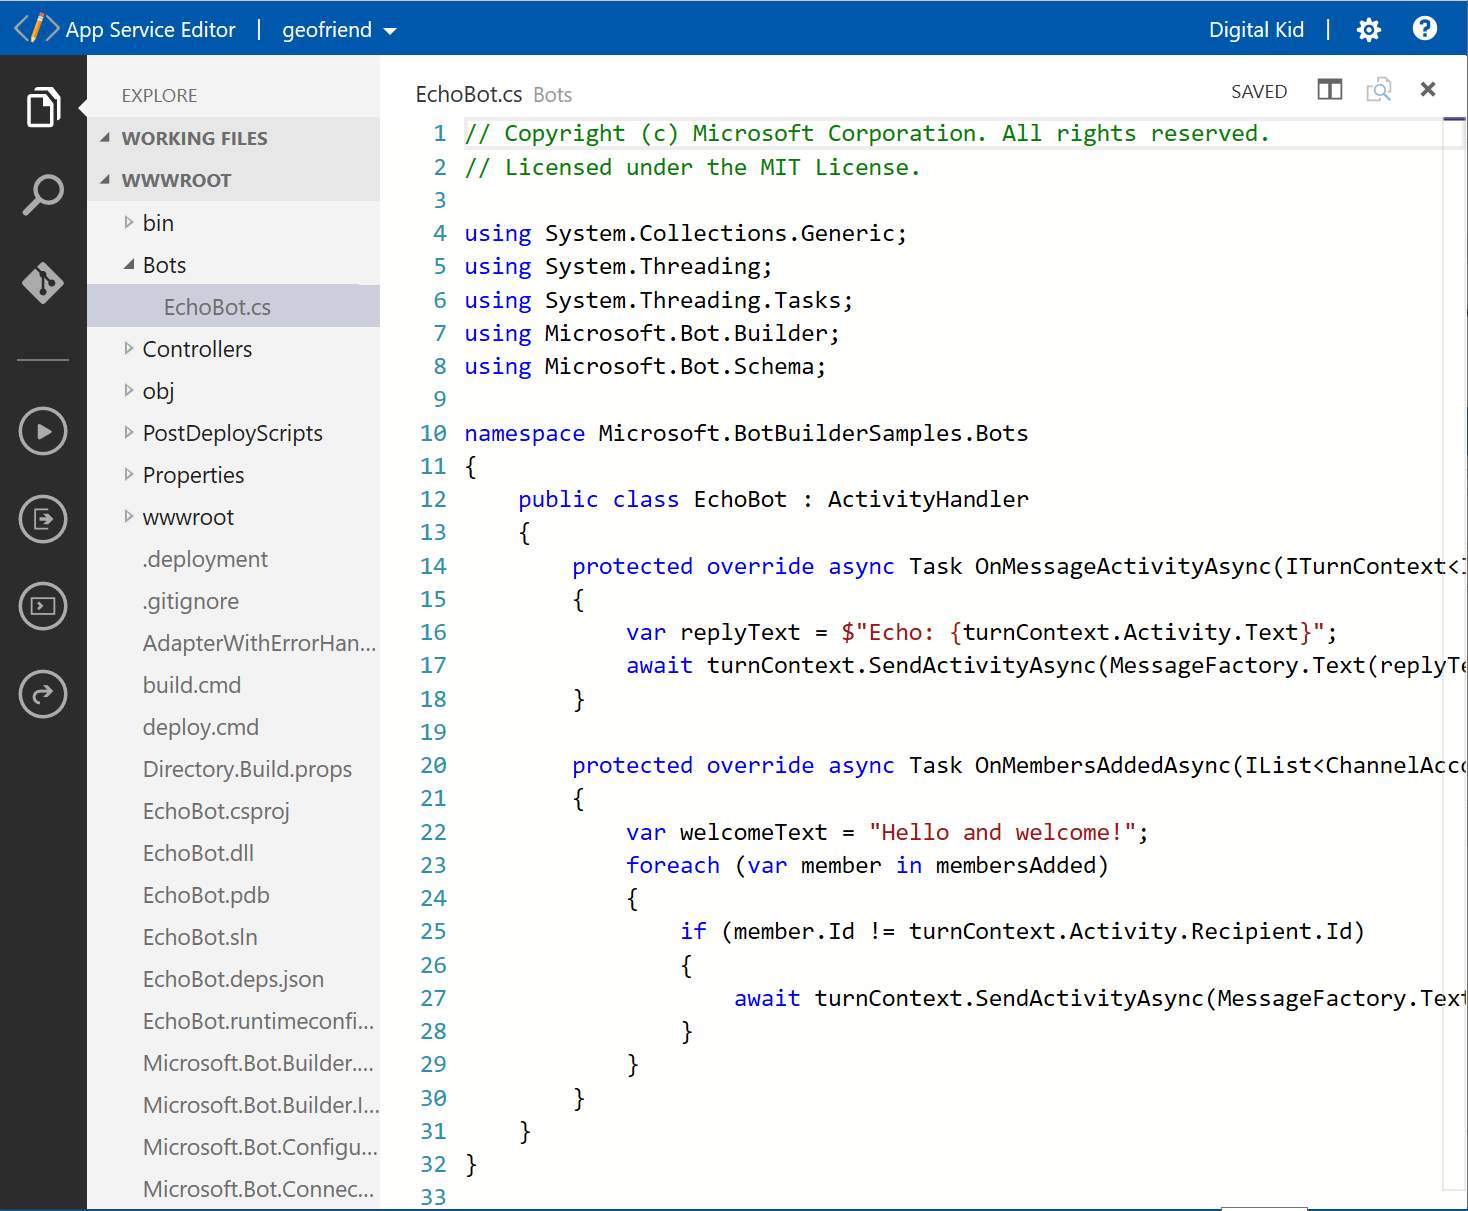 App Service Editor | geofriend
Digital Kid | ?
EXPLORE
WORKING FILES
WWWROOT
bin
Bots
EchoBot.cs
Controllers
obj
PostDeployScripts
Properties
wwwroot
.deployment
.gitignore
AdapterWithErrorHan...
build.cmd
deploy.cmd
Directory.Build.props
EchoBot.csproj
EchoBot.dll
EchoBot.pdb
EchoBot.sln
EchoBot.deps.json
EchoBot.runtimeconfi...
Microsoft.Bot.Builder....
Microsoft.Bot.Builder.I...
Microsoft.Bot.Configu...
Microsoft.Bot.Connec...
EchoBot.cs Bots
SAVED
1 // Copyright (c) Microsoft Corporation. All rights reserved.
2 // Licensed under the MIT License.
3
4 using System.Collections.Generic;
5 using System.Threading;
6 using System.Threading.Tasks;
7 using Microsoft.Bot.Builder;
8 using Microsoft.Bot.Schema;
9
10 namespace Microsoft.BotBuilderSamples.Bots
11 {
12 public class EchoBot : ActivityHandler
13 {
14 protected override async Task OnMessageActivityAsync(ITurnContext<I
15 {
16 var replyText = $"Echo: {turnContext.Activity.Text}";
17 await turnContext.SendActivityAsync(MessageFactory.Text(replyTe
18 }
19
20 protected override async Task OnMembersAddedAsync(IList<ChannelAcco
21 {
22 var welcomeText = "Hello and welcome!";
23 foreach (var member in membersAdded)
24 {
25 if (member.Id != turnContext.Activity.Recipient.Id)
26 {
27 await turnContext.SendActivityAsync(MessageFactory.Text
28 }
29 }
30 }
31 }
32 }
33